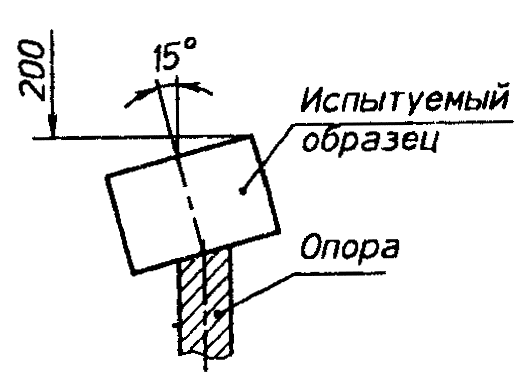 200
15°
Испытуемый
образец
Опора